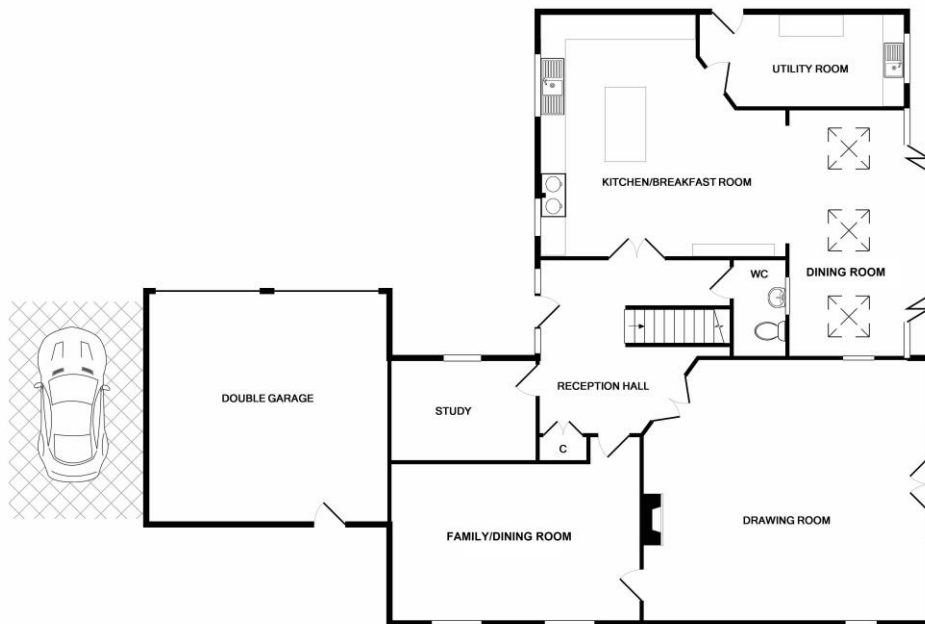 UTILITY ROOM
KITCHEN/BREAKFAST ROOM
WC
DINING ROOM
RECEPTION HALL
DOUBLE GARAGE
STUDY
C
FAMILY/DINING ROOM
DRAWING ROOM